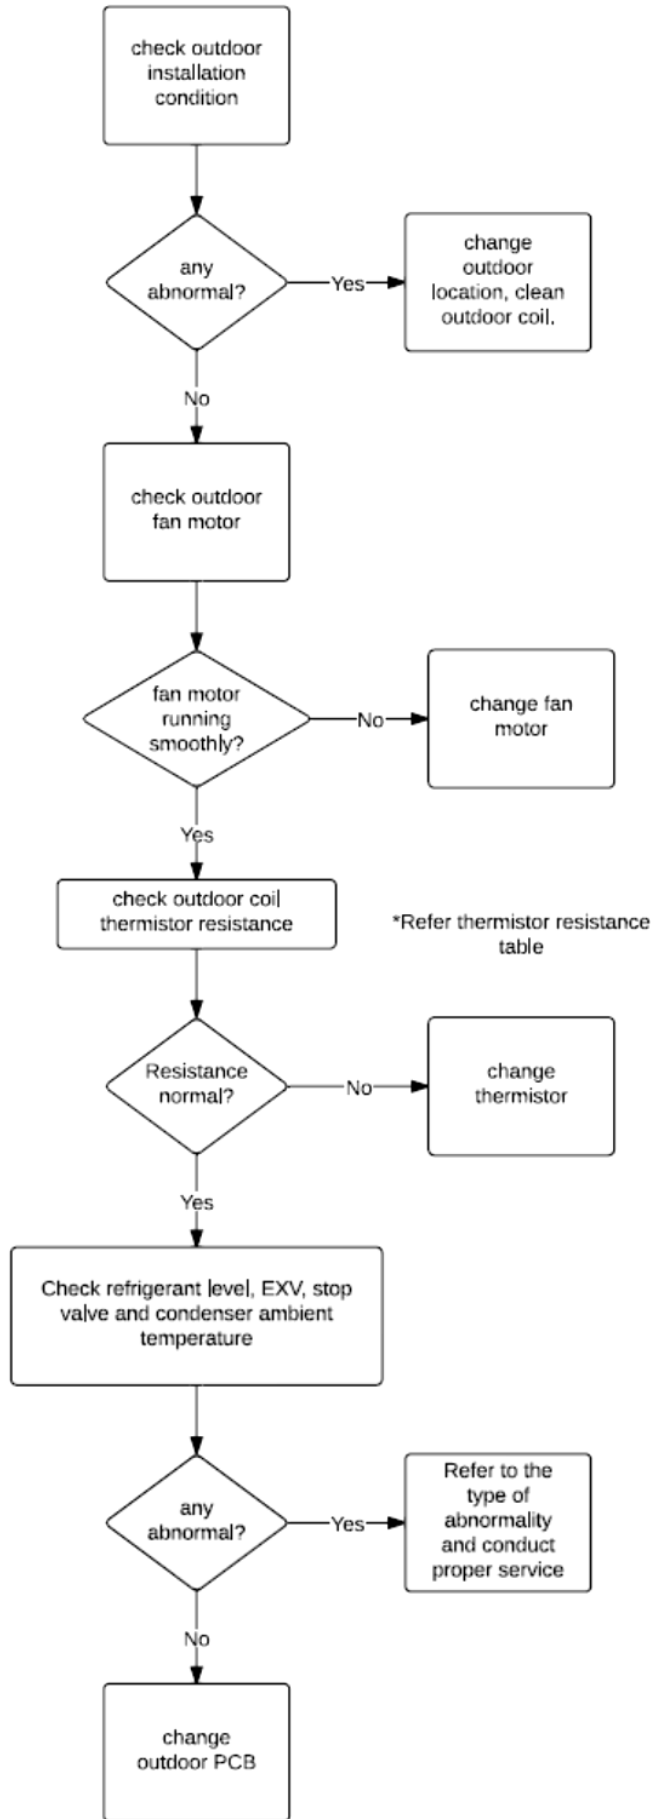 check outdoor
installation
condition
any
abnormal?
Yes
change
outdoor
location, clean
outdoor coil.
No
check outdoor
fan motor
fan motor
running
smoothly?
No
change fan
motor
Yes
check outdoor coil
thermistor resistance
*Refer thermistor resistance
table
Resistance
normal?
No
change
thermistor
Yes
Check refrigerant level, EXV, stop
valve and condenser ambient
temperature
any
abnormal?
Yes
Refer to the
type of
abnormality
and conduct
proper service
No
change
outdoor PCB